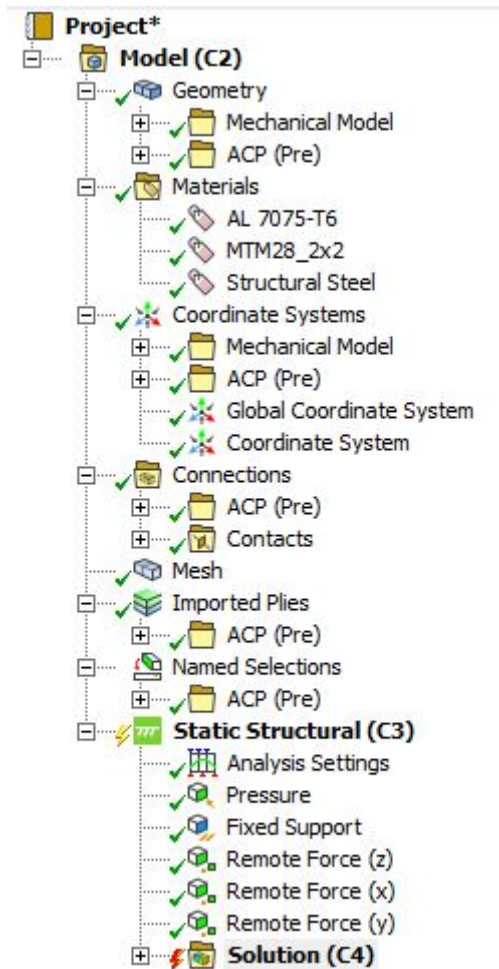 Project*
Model (C2)
Geometry
Mechanical Model
ACP (Pre)
Materials
AL 7075-T6
MTM28_2x2
Structural Steel
Coordinate Systems
Mechanical Model
ACP (Pre)
Global Coordinate System
Coordinate System
Connections
ACP (Pre)
Contacts
Mesh
Imported Plies
ACP (Pre)
Named Selections
ACP (Pre)
Static Structural (C3)
Analysis Settings
Pressure
Fixed Support
Remote Force (z)
Remote Force (x)
Remote Force (y)
Solution (C4)